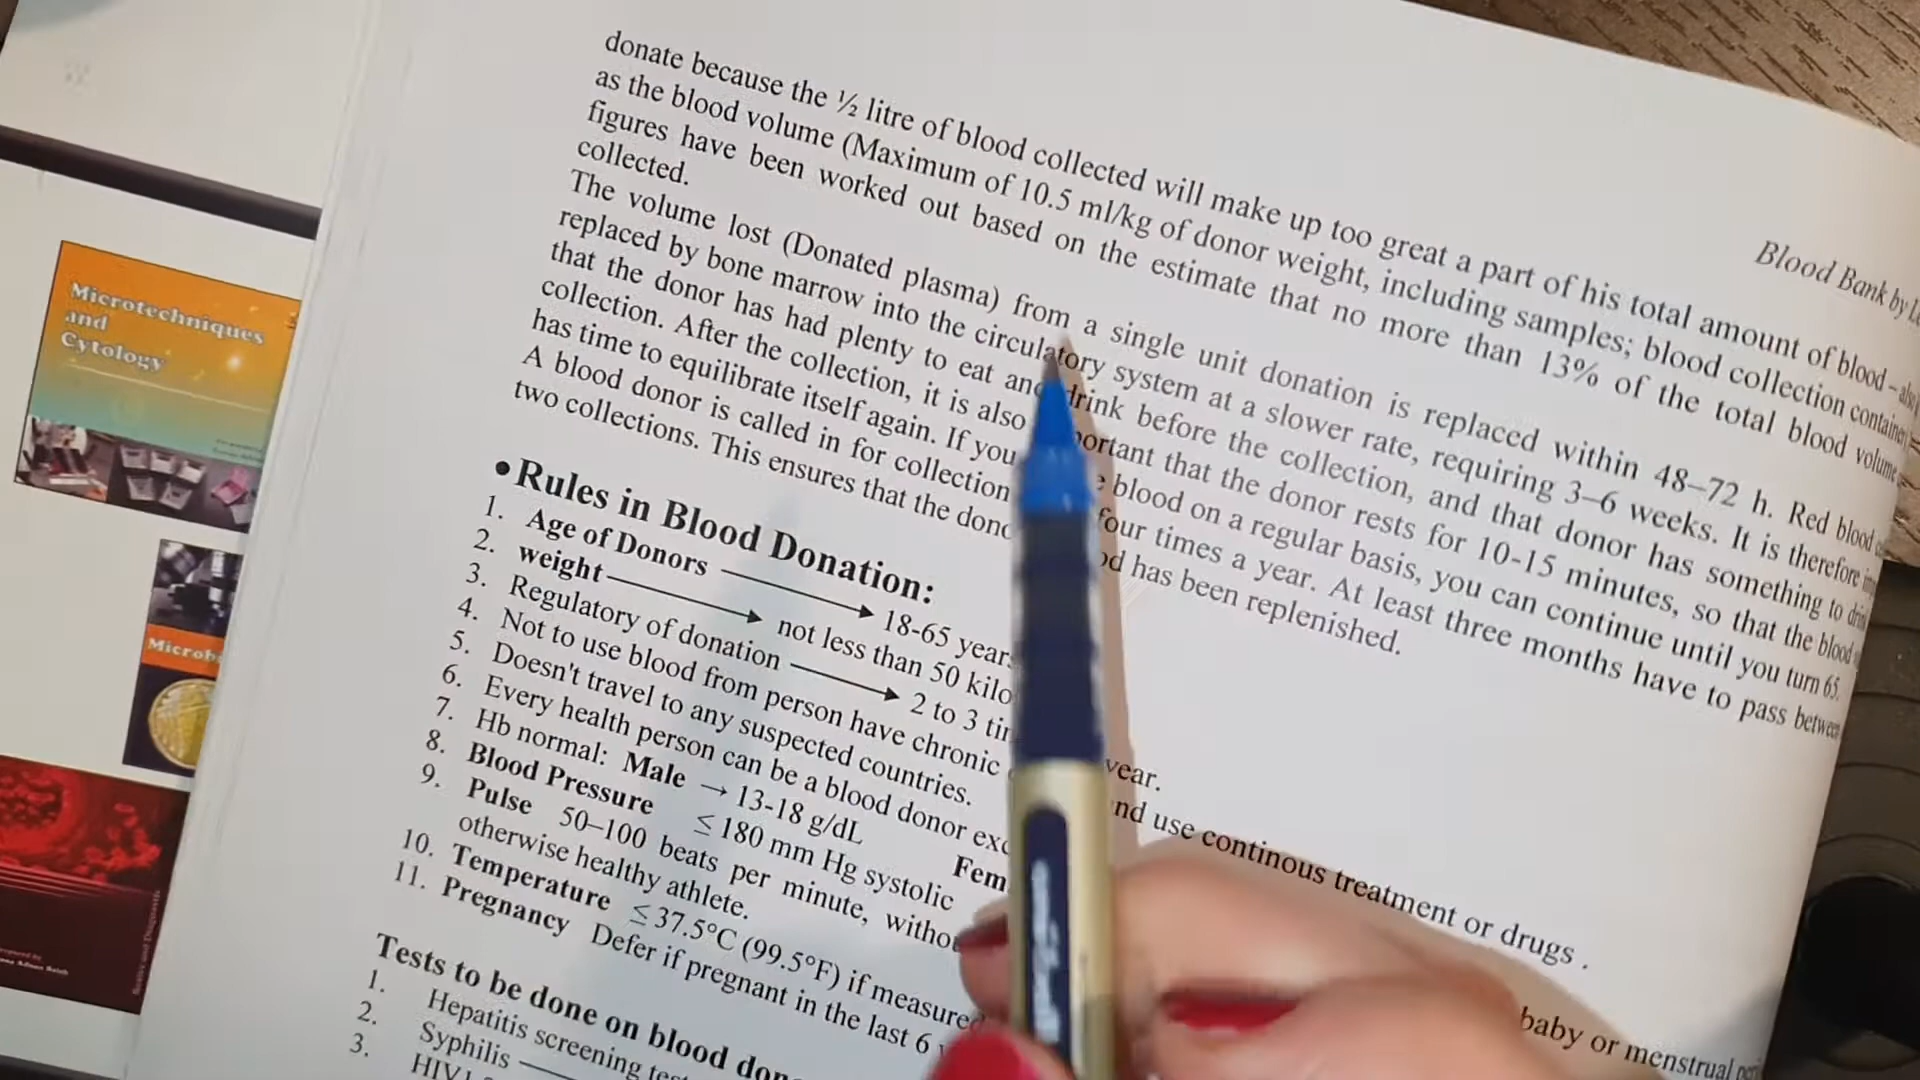 donate because the ½ litre of blood collected will make up too great a part of his total amount of blood – also
as the blood volume (Maximum of 10.5 ml/kg of donor weight, including samples; blood collection container
figures have been worked out based on the estimate that no more than 13% of the total blood volume
collected.
The volume lost (Donated plasma) from a single unit donation is replaced within 48–72 h. Red blood
replaced by bone marrow into the circulatory system at a slower rate, requiring 3–6 weeks. It is therefore
that the donor has had plenty to eat and drink before the collection, and that donor has something to
collection. After the collection, it is also important that the donor rests for 10-15 minutes, so that the blood
has time to equilibrate itself again. If you blood on a regular basis, you can continue until you turn 65.
A blood donor is called in for collection four times a year. At least three months have to pass between
two collections. This ensures that the has been replenished.
Blood Bank by
• Rules in Blood Donation:
1. Age of Donors → 18-65 years
2. weight → not less than 50 kilo
3. Regulatory of donation → 2 to 3 year.
4. Not to use blood from person have chronic and use continous treatment or drugs .
5. Doesn't travel to any suspected countries.
6. Every health person can be a blood donor baby or menstrual
7. Hb normal: Male → 13-18 g/dL
8. Blood Pressure ≤ 180 mm Hg systolic
9. Pulse 50–100 beats per minute,
otherwise healthy athlete.
10. Temperature ≤ 37.5°C (99.5°F) if measured
11. Pregnancy Defer if pregnant in the last 6
Tests to be done on blood
1. Hepatitis screening
2. Syphilis
3.
Microtechniques
and
Cytology